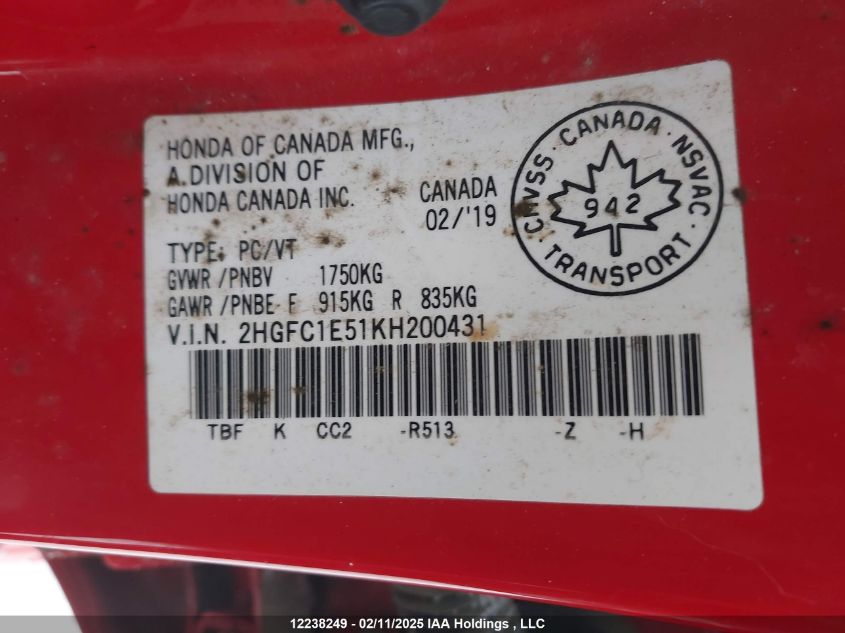 HONDA OF CANADA MFG.,
A DIVISION OF
HONDA CANADA INC.
CANADA
02/'19
CMVSS · CANADA · NSVAC ·
942
TRANSPORT
TYPE: PC/VT
GVWR /PNBV 1750KG
GAWR /PNBE F 915KG R 835KG
V.I.N. 2HGFC1E51KH200431
TBF K CC2 -R513 -Z -H
12238249 - 02/11/2025 IAA Holdings , LLC